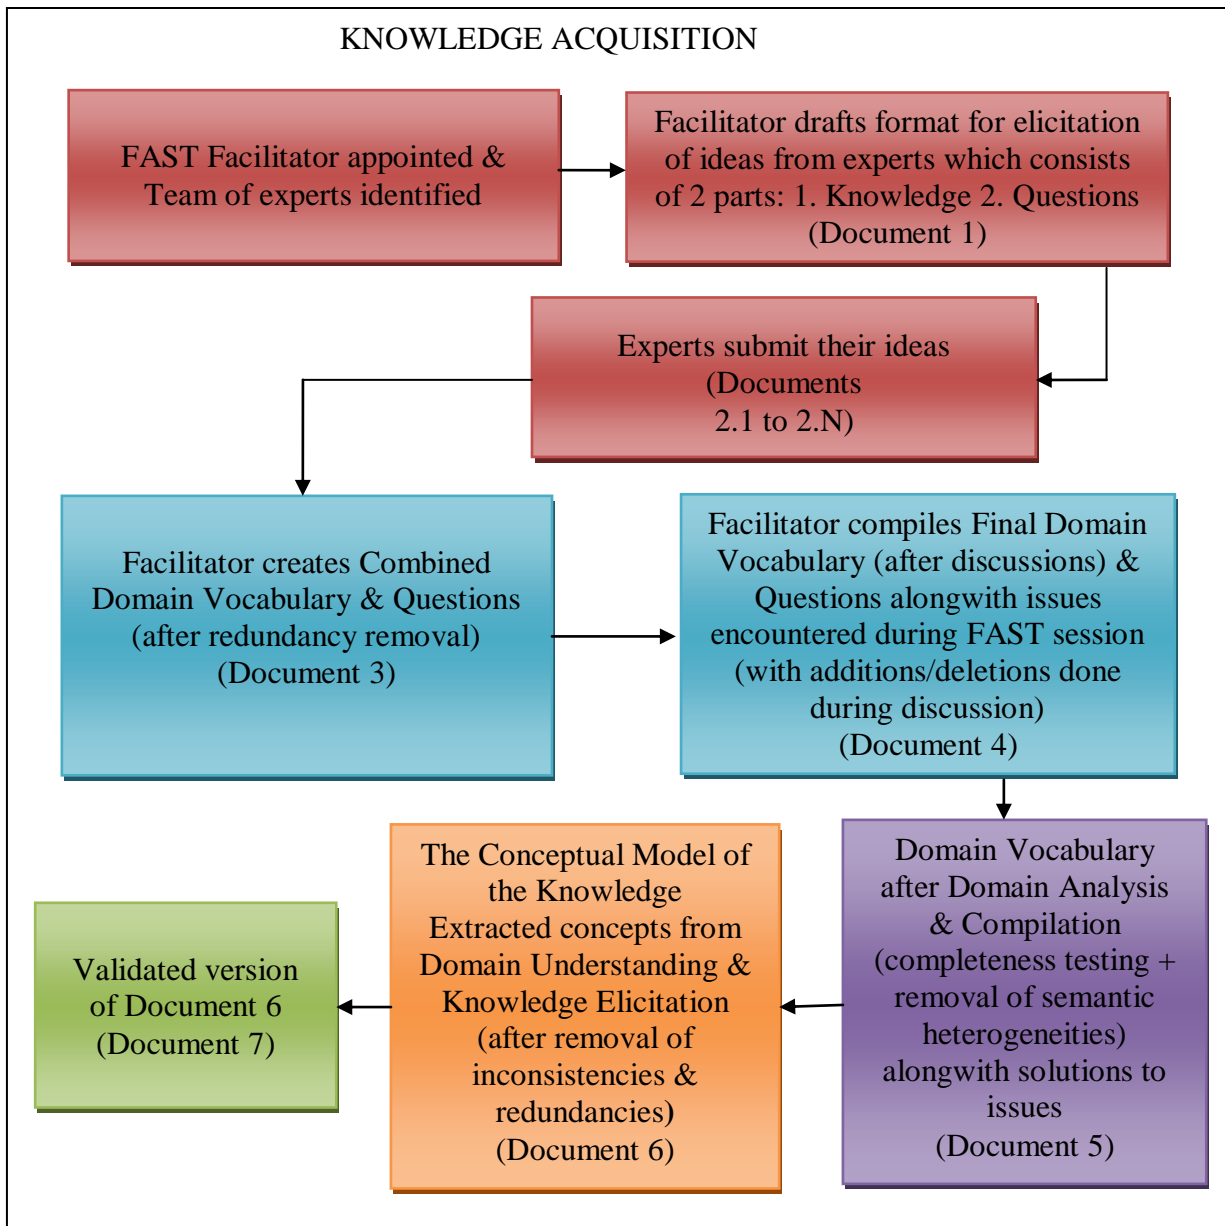 KNOWLEDGE ACQUISITION
FAST Facilitator appointed &
Team of experts identified
Facilitator drafts format for elicitation
of ideas from experts which consists
of 2 parts: 1. Knowledge 2. Questions
(Document 1)
Experts submit their ideas
(Documents
2.1 to 2.N)
Facilitator creates Combined
Domain Vocabulary & Questions
(after redundancy removal)
(Document 3)
Facilitator compiles Final Domain
Vocabulary (after discussions) &
Questions alongwith issues
encountered during FAST session
(with additions/deletions done
during discussion)
(Document 4)
Domain Vocabulary
after Domain Analysis
& Compilation
(completeness testing +
removal of semantic
heterogeneities)
alongwith solutions to
issues
(Document 5)
The Conceptual Model of
the Knowledge
Extracted concepts from
Domain Understanding &
Knowledge Elicitation
(after removal of
inconsistencies &
redundancies)
(Document 6)
Validated version
of Document 6
(Document 7)